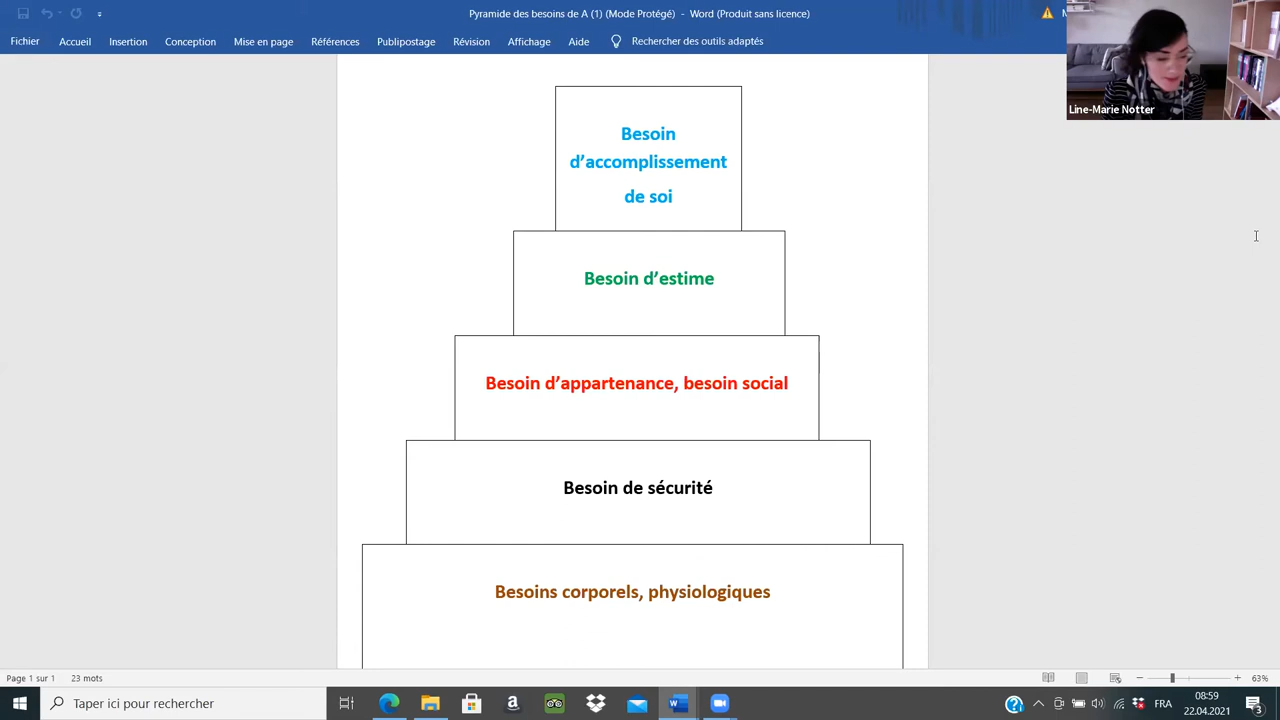 Pyramide des besoins de A (1) (Mode Protégé) - Word (Produit sans licence)
Fichier Accueil Insertion Conception Mise en page Références Publipostage Révision Affichage Aide Rechercher des outils adaptés
Line-Marie Notter
Besoin
d’accomplissement
de soi
Besoin d’estime
Besoin d’appartenance, besoin social
Besoin de sécurité
Besoins corporels, physiologiques
Page 1 sur 1 23 mots 63%
Taper ici pour rechercher
FRA
08:59
22.04.2021
3